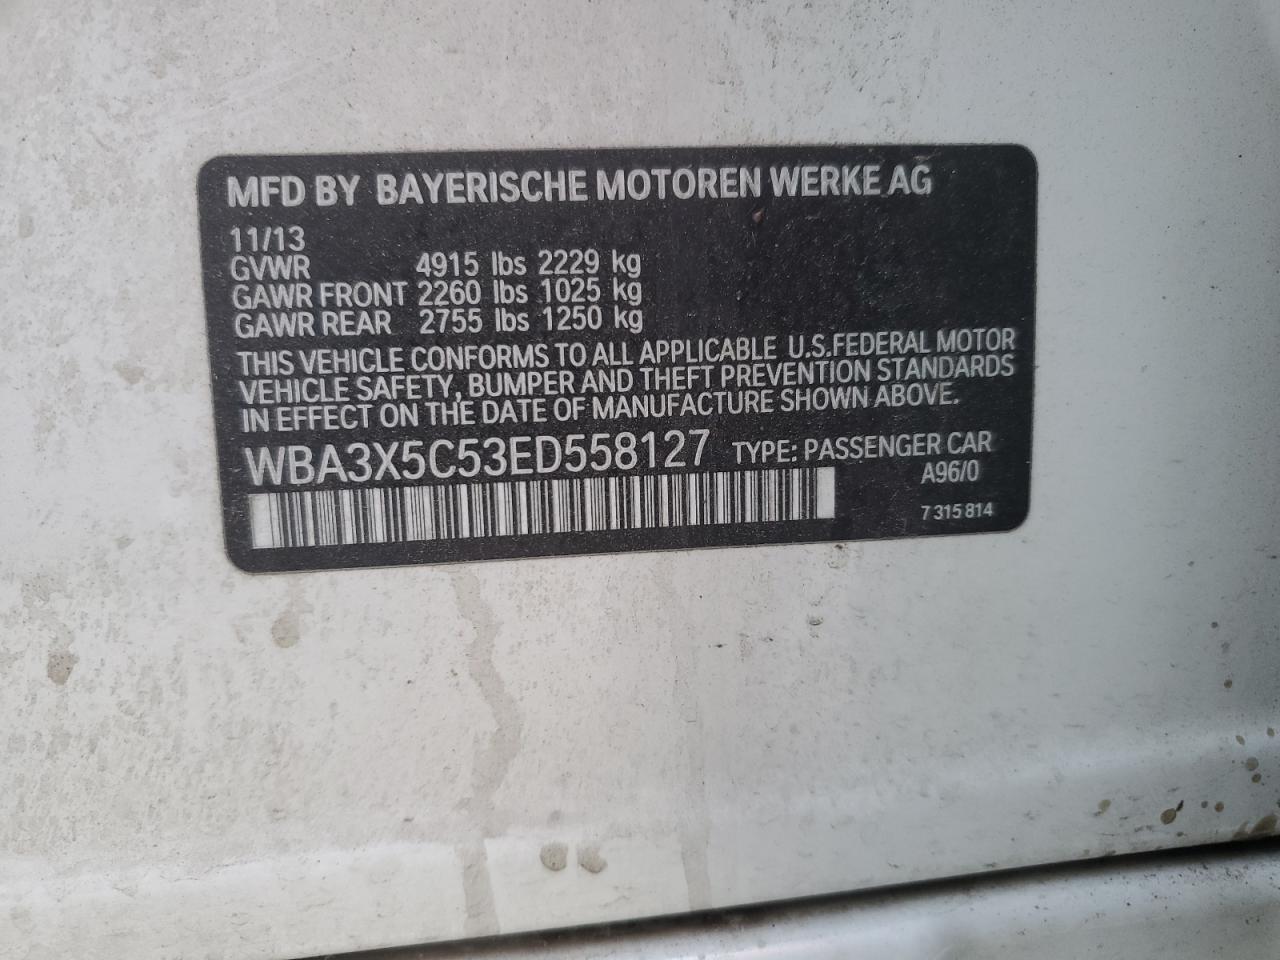 MFD BY BAYERISCHE MOTOREN WERKE AG
11/13
GVWR 4915 lbs 2229 kg
GAWR FRONT 2260 lbs 1025 kg
GAWR REAR 2755 lbs 1250 kg
THIS VEHICLE CONFORMS TO ALL APPLICABLE U.S.FEDERAL MOTOR
VEHICLE SAFETY, BUMPER AND THEFT PREVENTION STANDARDS
IN EFFECT ON THE DATE OF MANUFACTURE SHOWN ABOVE.
WBA3X5C53ED558127 TYPE: PASSENGER CAR
A96/0
7 315 814